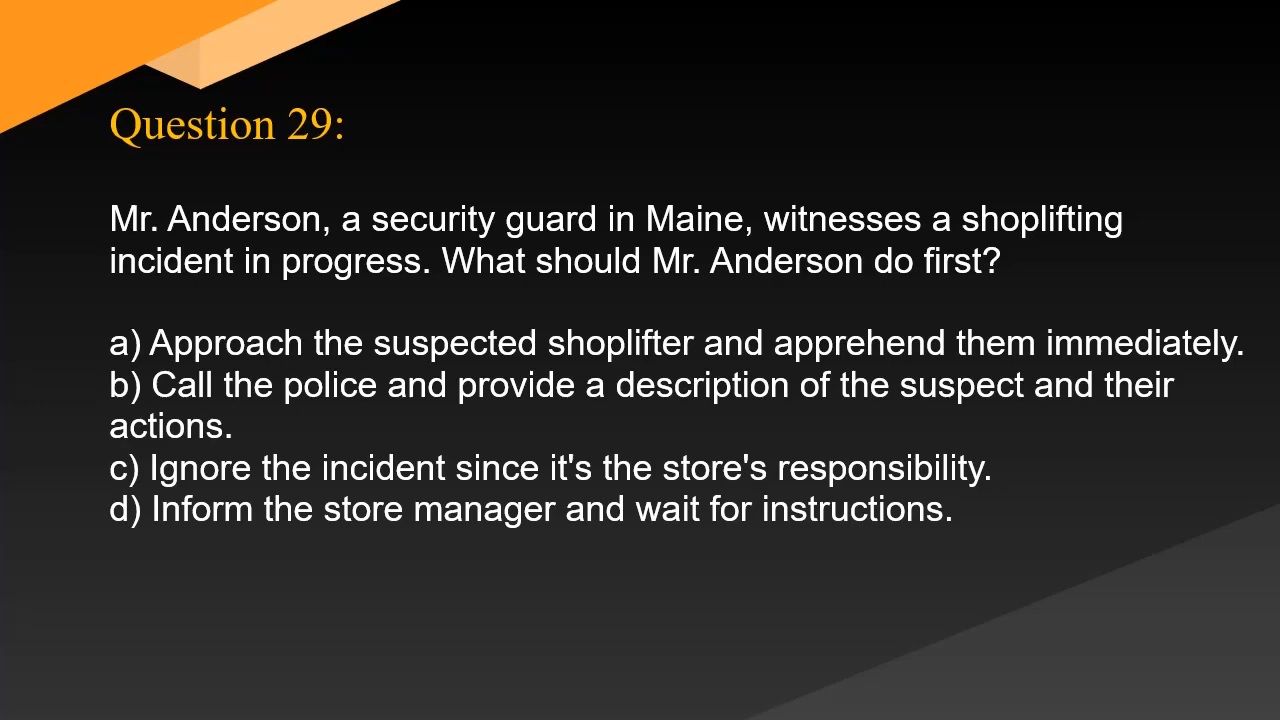 Question 29:
Mr. Anderson, a security guard in Maine, witnesses a shoplifting
incident in progress. What should Mr. Anderson do first?
a) Approach the suspected shoplifter and apprehend them immediately.
b) Call the police and provide a description of the suspect and their
actions.
c) Ignore the incident since it's the store's responsibility.
d) Inform the store manager and wait for instructions.